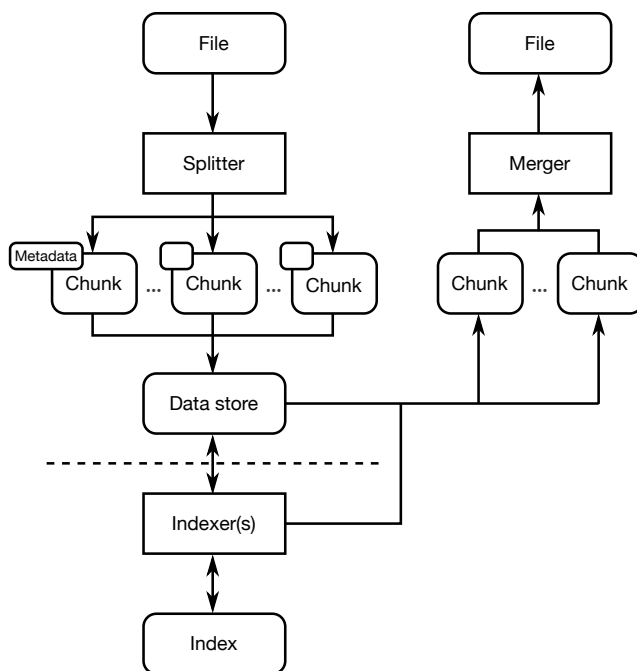 File
File
Splitter
Merger
Metadata
Chunk
...
Chunk
...
Chunk
Chunk
...
Chunk
Data store
Indexer(s)
Index